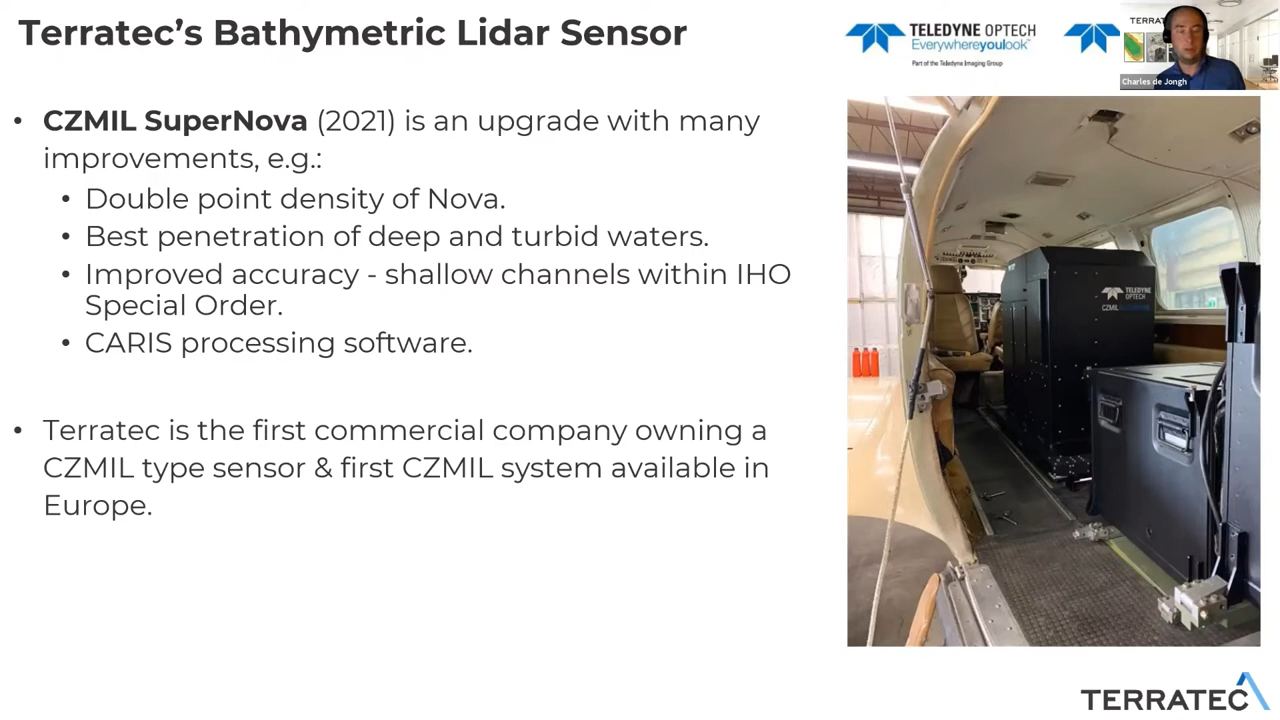 Terratec's Bathymetric Lidar Sensor
TELEDYNE OPTECH
Everywhereyoulook™
Part of the Teledyne Imaging Group
Charles de Jongh
• CZMIL SuperNova (2021) is an upgrade with many
improvements, e.g.:
• Double point density of Nova.
• Best penetration of deep and turbid waters.
• Improved accuracy - shallow channels within IHO
Special Order.
• CARIS processing software.
• Terratec is the first commercial company owning a
CZMIL type sensor & first CZMIL system available in
Europe.
TELEDYNE
OPTECH
CZMIL
TERRATEC